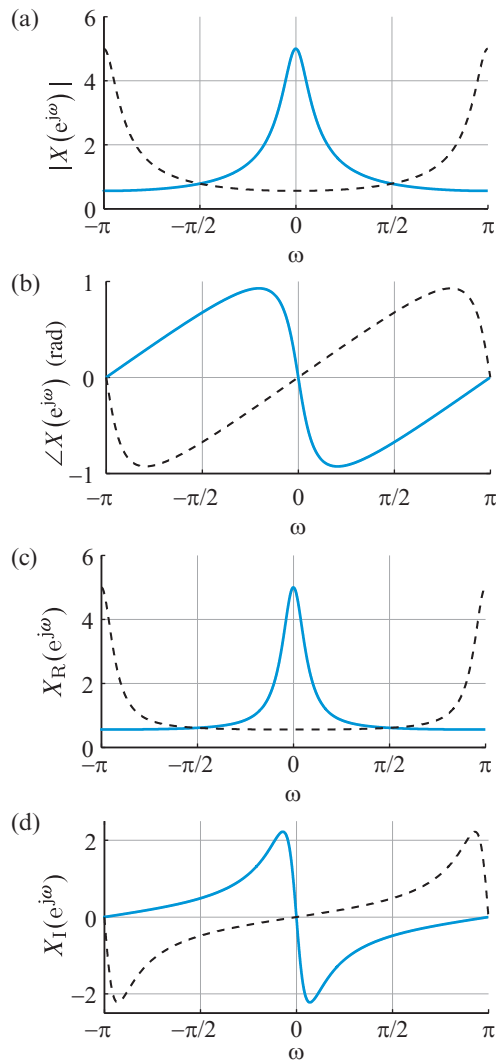 (a)
6
4
2
0
|X(e^jω)|
−π −π/2 0 π/2 π
ω
(b)
1
0
−1
∠X(e^jω) (rad)
−π −π/2 0 π/2 π
ω
(c)
6
4
2
0
X_R(e^jω)
−π −π/2 0 π/2 π
ω
(d)
2
0
−2
X_I(e^jω)
−π −π/2 0 π/2 π
ω